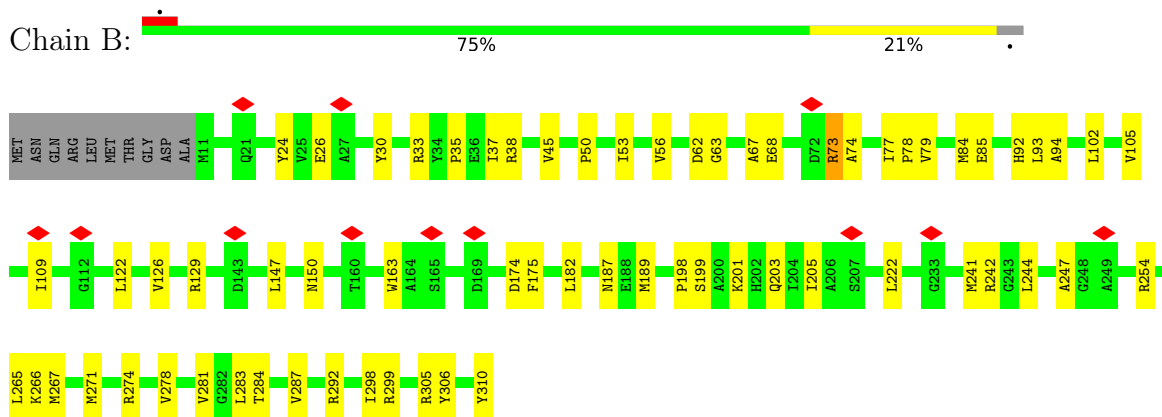 Chain B: 75% 21%
MET ASN GLN ARG LEU MET THR GLY ASP ALA M11 Q21 Y24 V25 E26 A27 Y30 R33 Y34 P35 E36 I37 R38 V45 P50 I53 V56 D62 G63 A67 E68 D72 R73 A74 I77 P78 V79 M84 E85 H92 L93 A94 L102 V105
I109 G112 L122 V126 R129 D143 L147 N150 T160 W163 A164 S165 D169 D174 F175 L182 N187 E188 M189 P198 S199 A200 K201 H202 Q203 I204 I205 A206 S207 L222 G233 M241 R242 G243 L244 A247 G248 A249 R254
L265 K266 M267 M271 R274 V278 V281 G282 L283 T284 V287 R292 I298 R299 R305 Y306 Y310